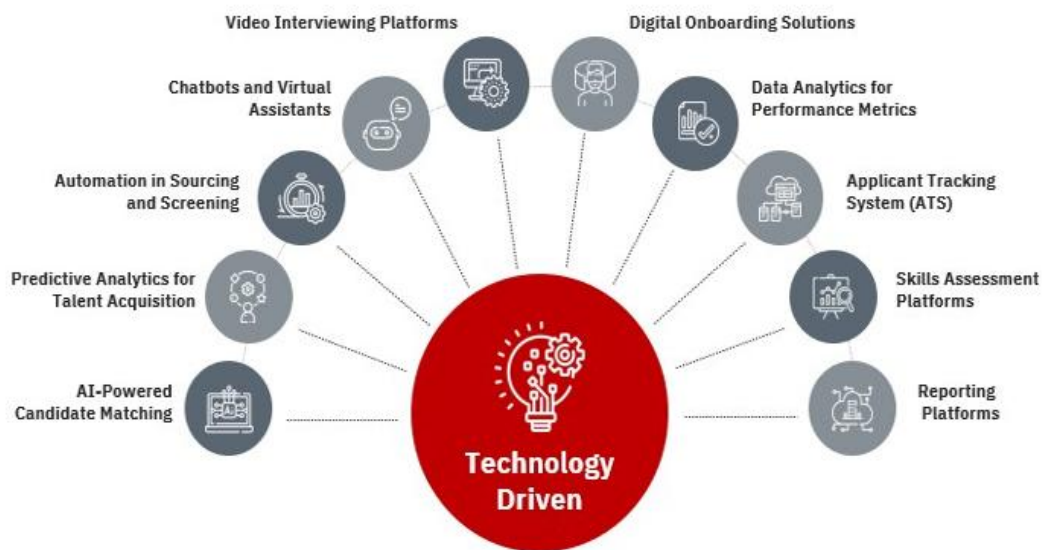 Video Interviewing Platforms
Digital Onboarding Solutions
Chatbots and Virtual
Assistants
Data Analytics for
Performance Metrics
Automation in Sourcing
and Screening
Applicant Tracking
System (ATS)
Predictive Analytics for
Talent Acquisition
Skills Assessment
Platforms
AI-Powered
Candidate Matching
Reporting
Platforms
Technology
Driven